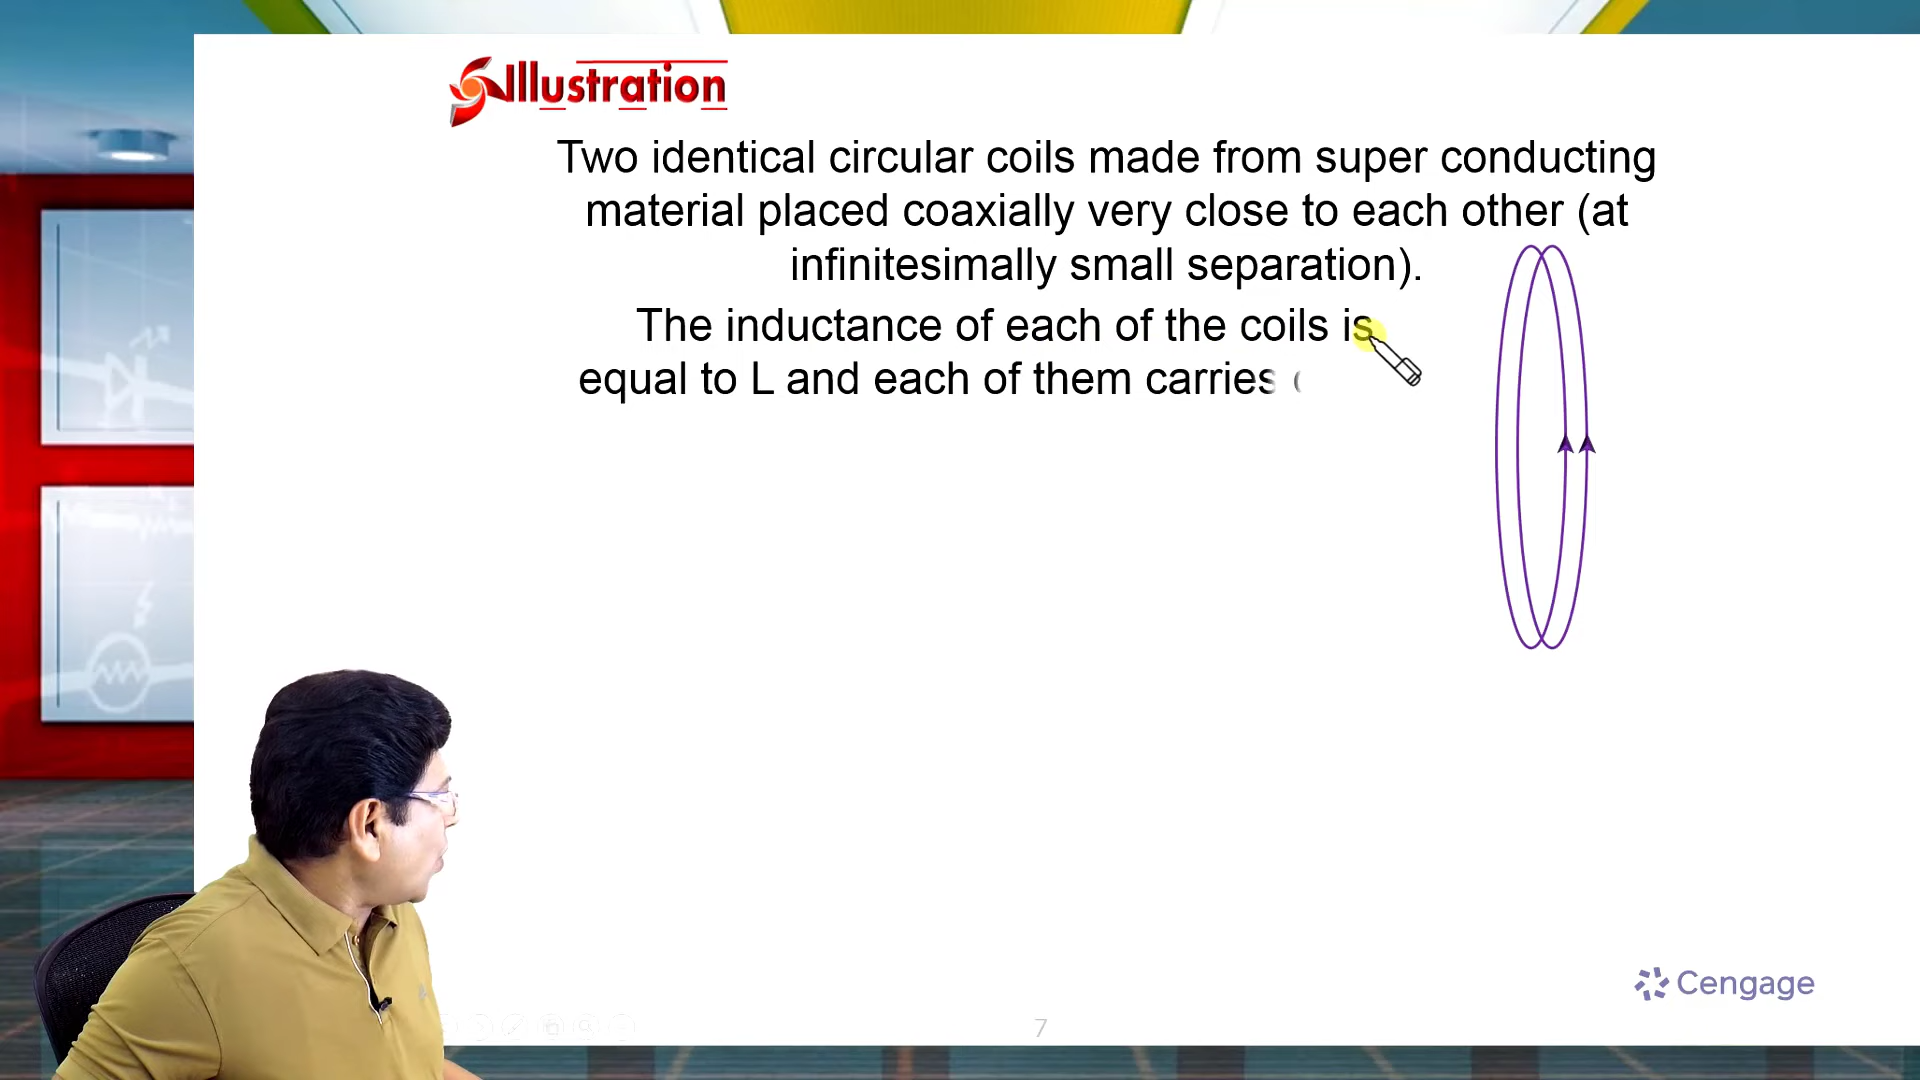 Illustration
Two identical circular coils made from super conducting
material placed coaxially very close to each other (at
infinitesimally small separation).
The inductance of each of the coils is
equal to L and each of them carries
Cengage
7